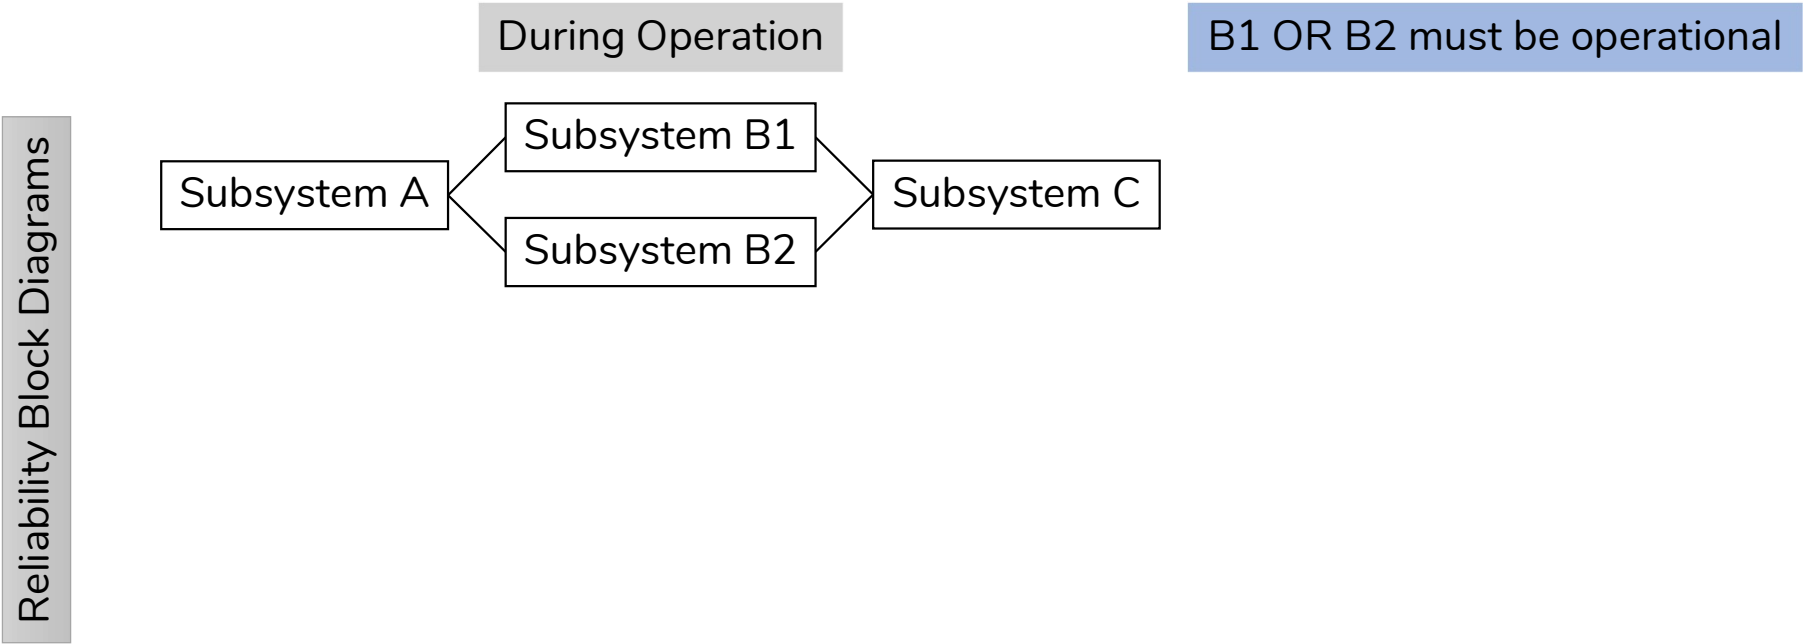 During Operation
B1 OR B2 must be operational
Reliability Block Diagrams
Subsystem A
Subsystem B1
Subsystem B2
Subsystem C